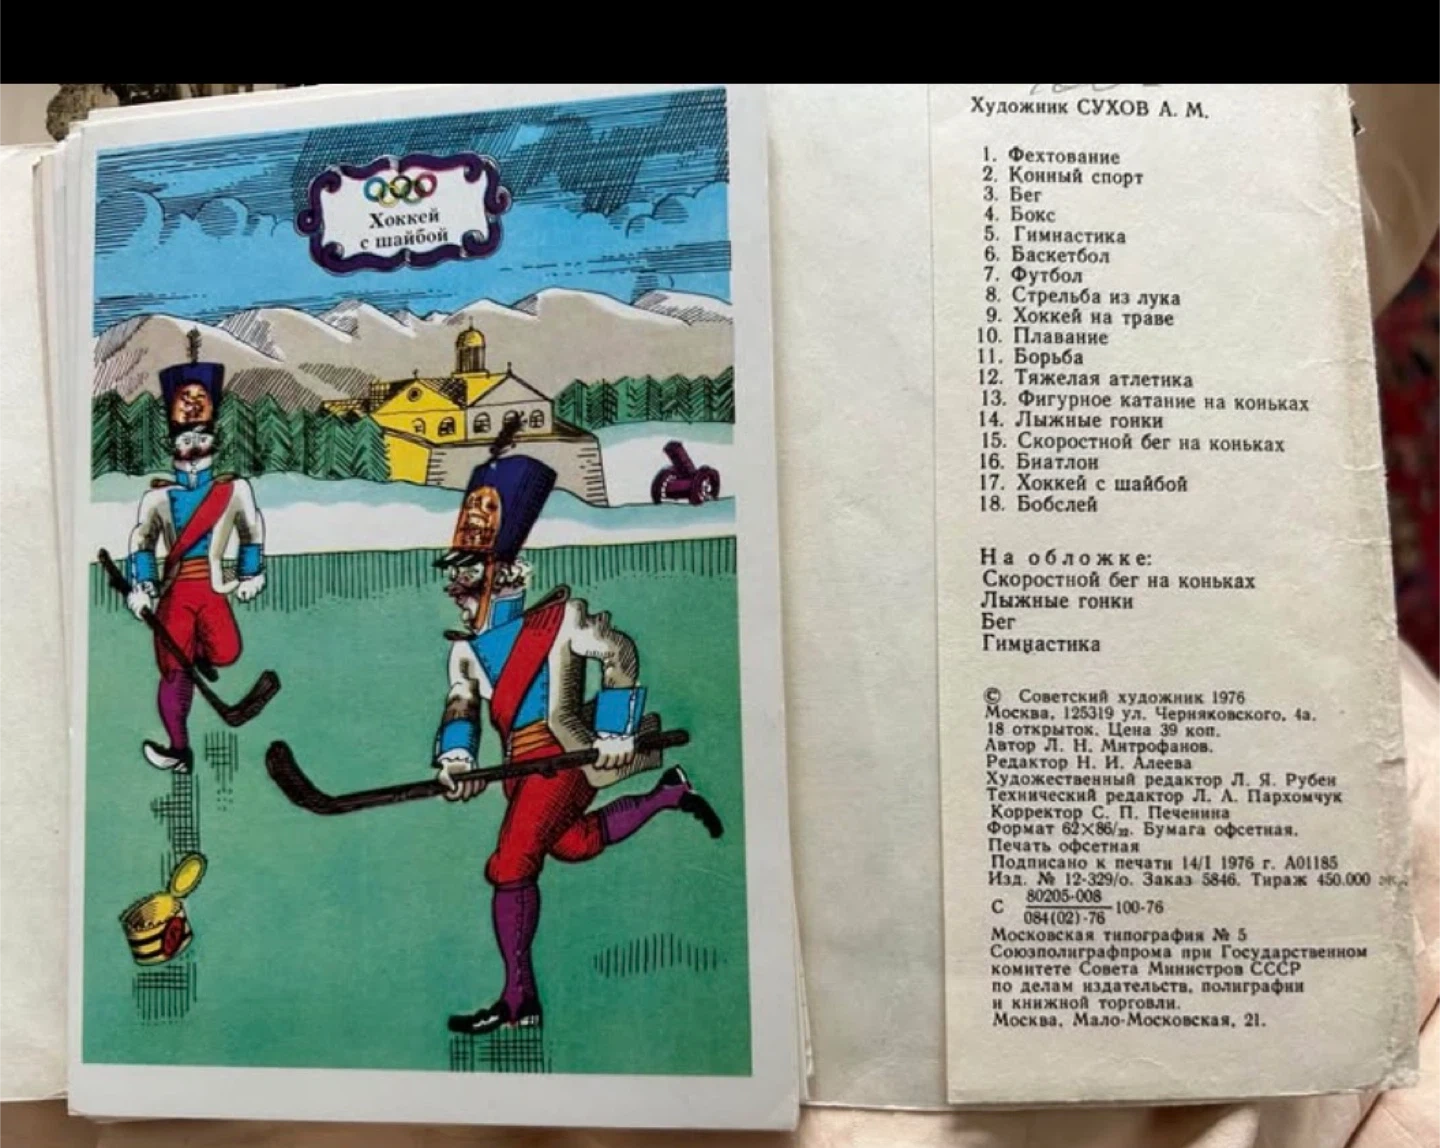 Хоккей
с шайбой
Художник СУХОВ А. М.
1. Фехтование
2. Конный спорт
3. Бег
4. Бокс
5. Гимнастика
6. Баскетбол
7. Футбол
8. Стрельба из лука
9. Хоккей на траве
10. Плавание
11. Борьба
12. Тяжелая атлетика
13. Фигурное катание на коньках
14. Лыжные гонки
15. Скоростной бег на коньках
16. Биатлон
17. Хоккей с шайбой
18. Бобслей
На обложке:
Скоростной бег на коньках
Лыжные гонки
Бег
Гимнастика
© Советский художник 1976
Москва, 125319 ул. Черняковского, 4а.
18 открыток. Цена 39 коп.
Автор Л. Н. Митрофанов.
Редактор Н. И. Алеева
Художественный редактор Л. Я. Рубен
Технический редактор Л. А. Пархомчук
Корректор С. П. Печенина
Формат 62×86/₃₂. Бумага офсетная.
Печать офсетная
Подписано к печати 14/I 1976 г. А01185
Изд. № 12-329/о. Заказ 5846. Тираж 450.000
80205-008
С 100-76
084(02)-76
Московская типография № 5
Союзполиграфпрома при Государственном
комитете Совета Министров СССР
по делам издательств, полиграфии
и книжной торговли.
Москва, Мало-Московская, 21.